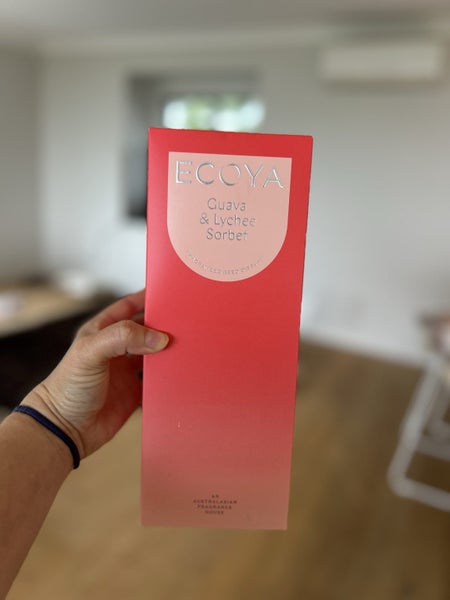 ECOYA
Guava
& Lychee
Sorbet
AN
AUSTRALASIAN
FRAGRANCE
HOUSE